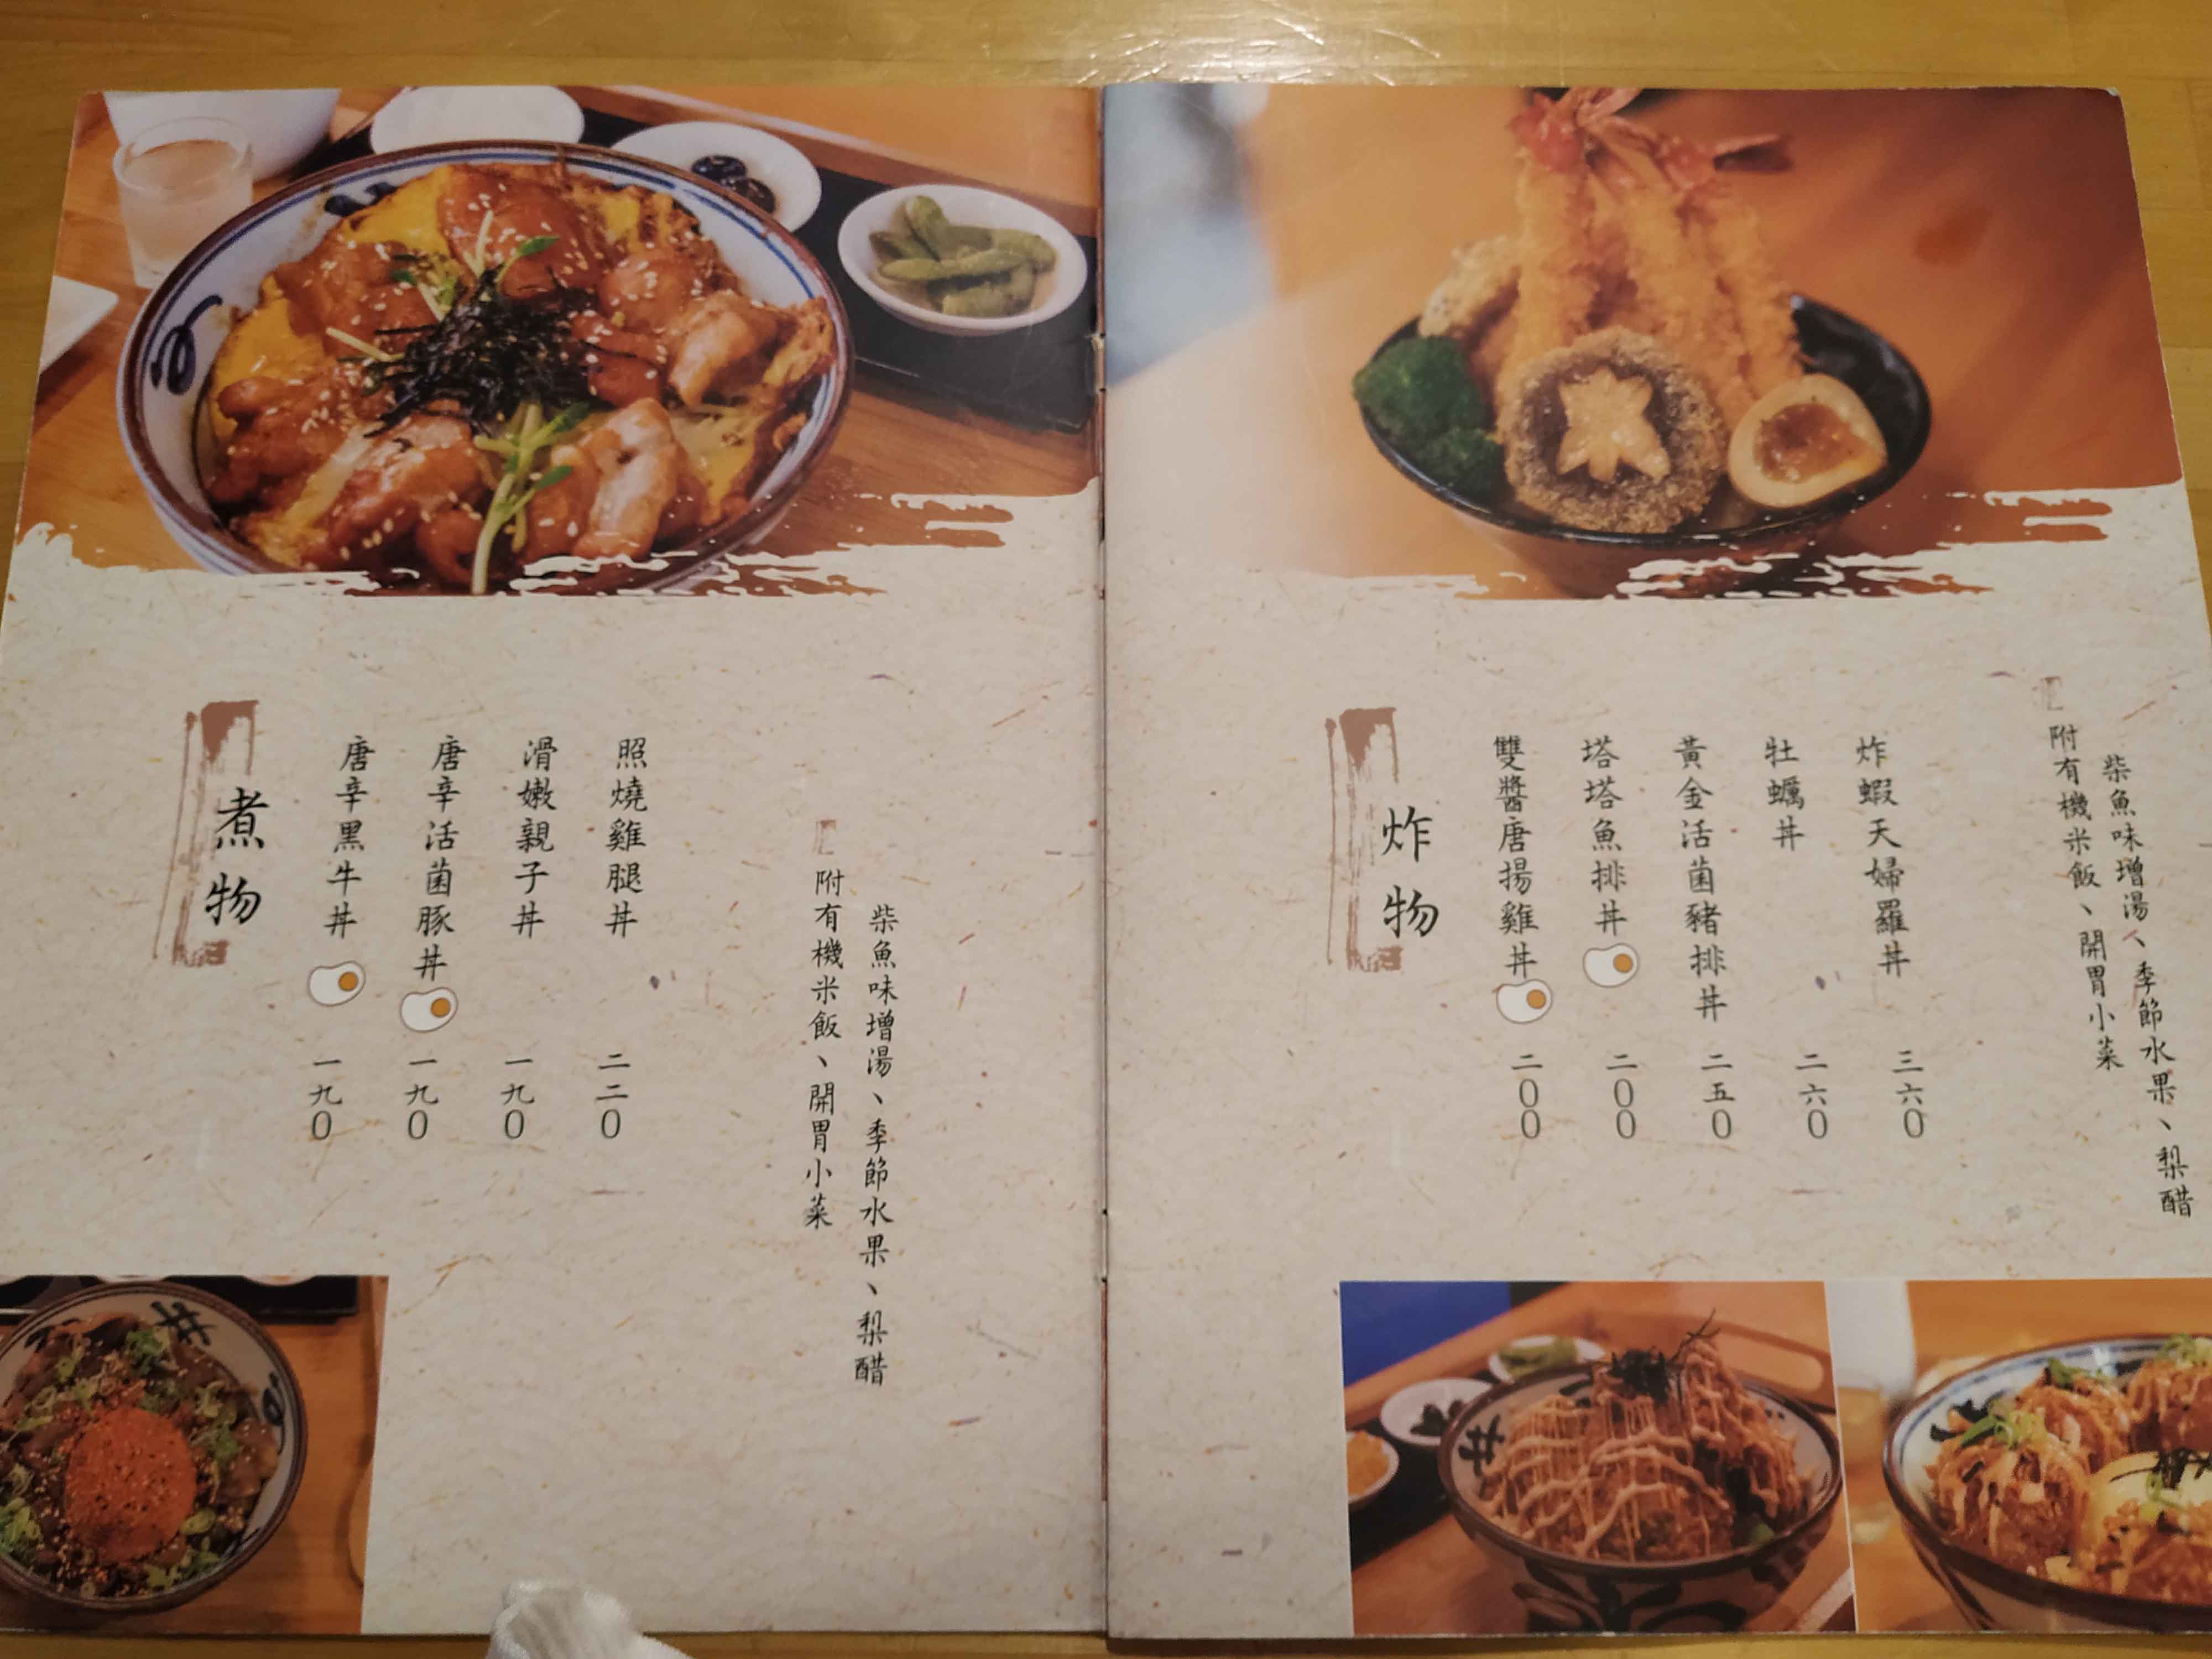 煮物
唐辛黑牛丼 一九〇
唐辛活菌豚丼 一九〇
滑嫩親子丼 一九〇
照燒雞腿丼 二二〇
附有機米飯、開胃小菜
柴魚味增湯、季節水果、梨醋
炸物
雙醬唐揚雞丼 二〇〇
塔塔魚排丼 二〇〇
黃金活菌豬排丼 二五〇
牡蠣丼 二六〇
炸蝦天婦羅丼 三六〇
附有機米飯、開胃小菜
柴魚味增湯、季節水果、梨醋
丼
丼